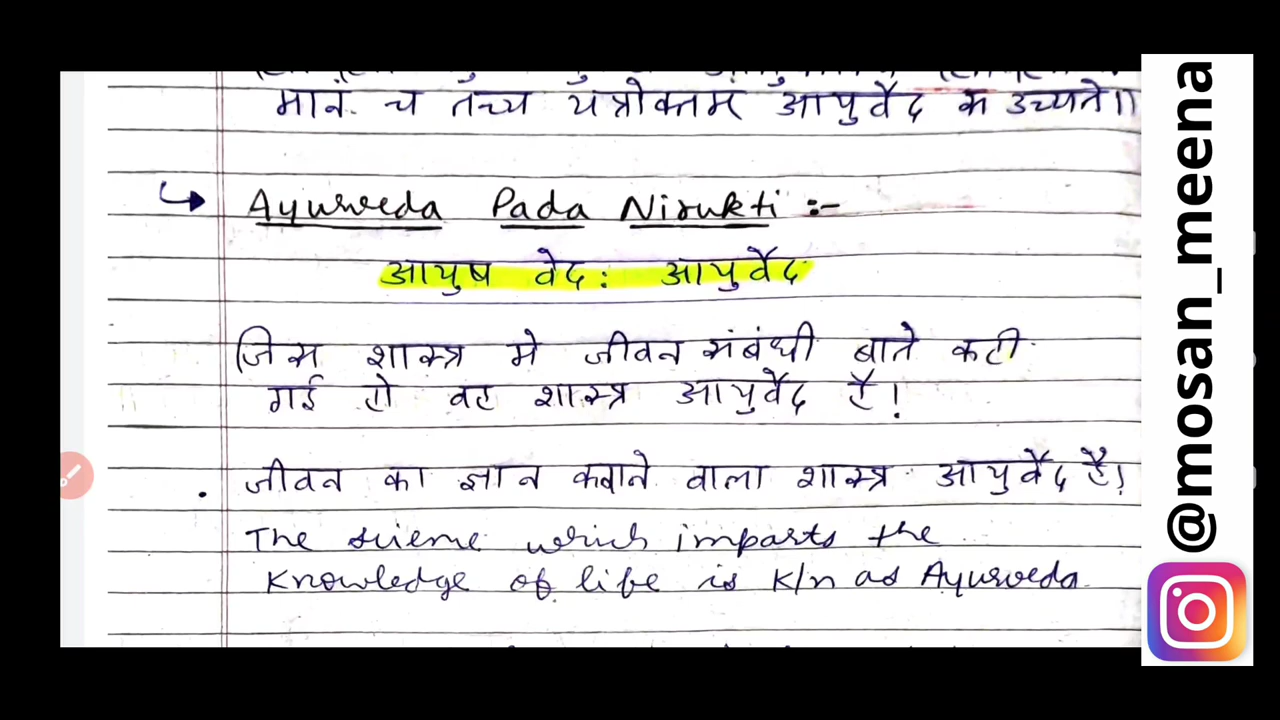 मानं च तच्च यत्रोक्तमं आयुर्वेद क उच्यते॥
Ayurveda Pada Nirukti :-
आयुष वेद: आयुर्वेद
जिस शास्त्र मे जीवन संबंधी बाते कही
गई हो वह शास्त्र आयुर्वेद है।
जीवन का ज्ञान कराने वाला शास्त्र आयुर्वेद है।
The science which imparts the
knowledge of life is K/n as Ayurveda
@mosan_meena